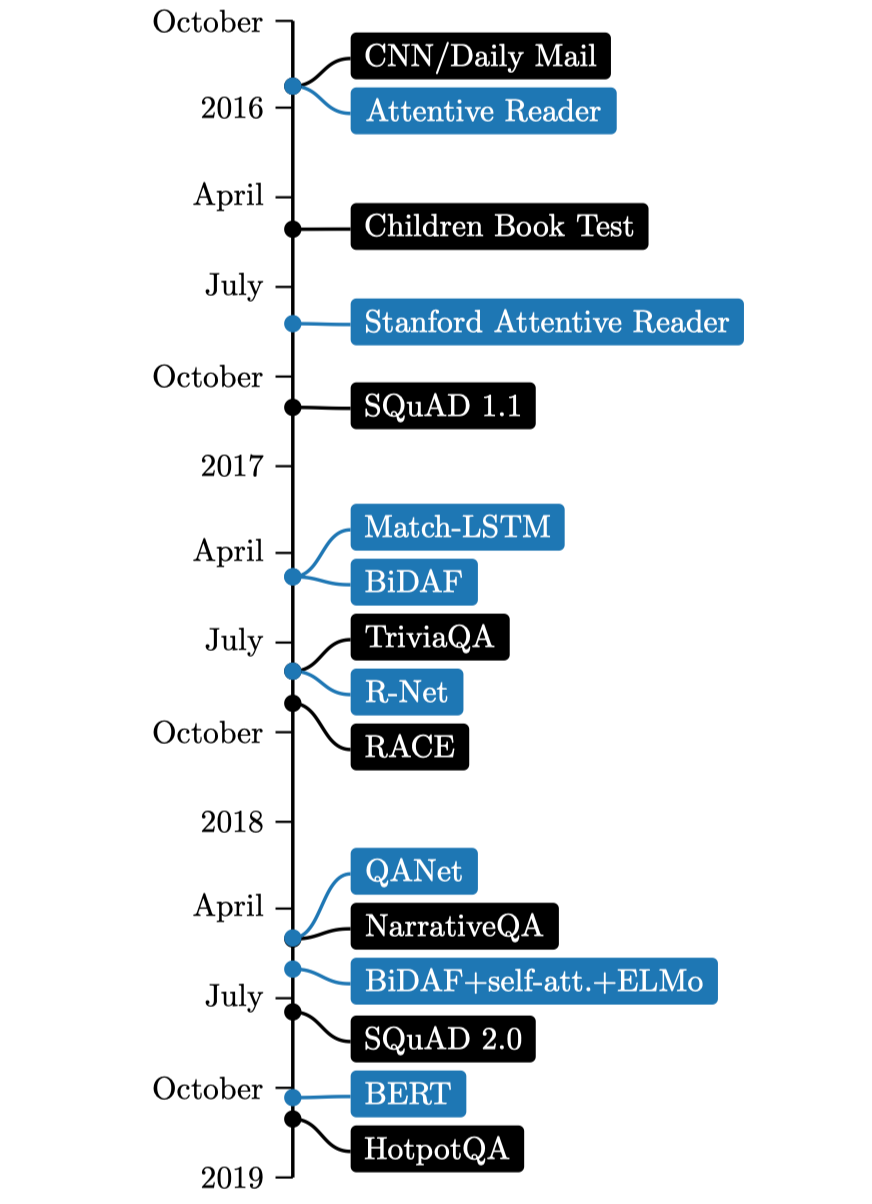 October
CNN/Daily Mail
2016
Attentive Reader
April
Children Book Test
July
Stanford Attentive Reader
October
SQuAD 1.1
2017
Match-LSTM
April
BiDAF
July
TriviaQA
R-Net
October
RACE
2018
QANet
April
NarrativeQA
BiDAF+self-att.+ELMo
July
SQuAD 2.0
October
BERT
HotpotQA
2019